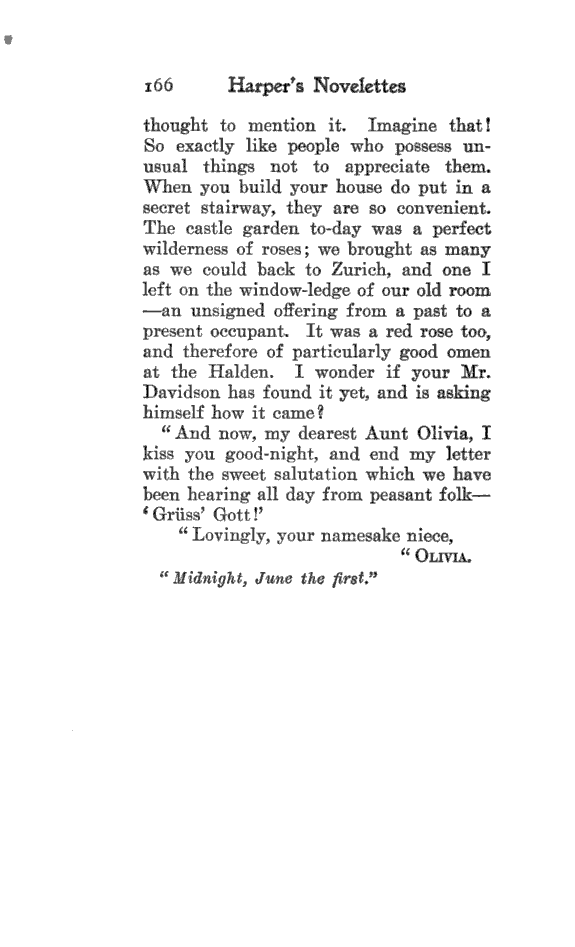 166 Harper's Novelettes
thought to mention it. Imagine that!
So exactly like people who possess un-
usual things not to appreciate them.
When you build your house do put in a
secret stairway, they are so convenient.
The castle garden to-day was a perfect
wilderness of roses; we brought as many
as we could back to Zurich, and one I
left on the window-ledge of our old room
—an unsigned offering from a past to a
present occupant. It was a red rose too,
and therefore of particularly good omen
at the Halden. I wonder if your Mr.
Davidson has found it yet, and is asking
himself how it came?
“And now, my dearest Aunt Olivia, I
kiss you good-night, and end my letter
with the sweet salutation which we have
been hearing all day from peasant folk—
‘Grüss’ Gott!’
“Lovingly, your namesake niece,
“OLIVIA.
“Midnight, June the first.”